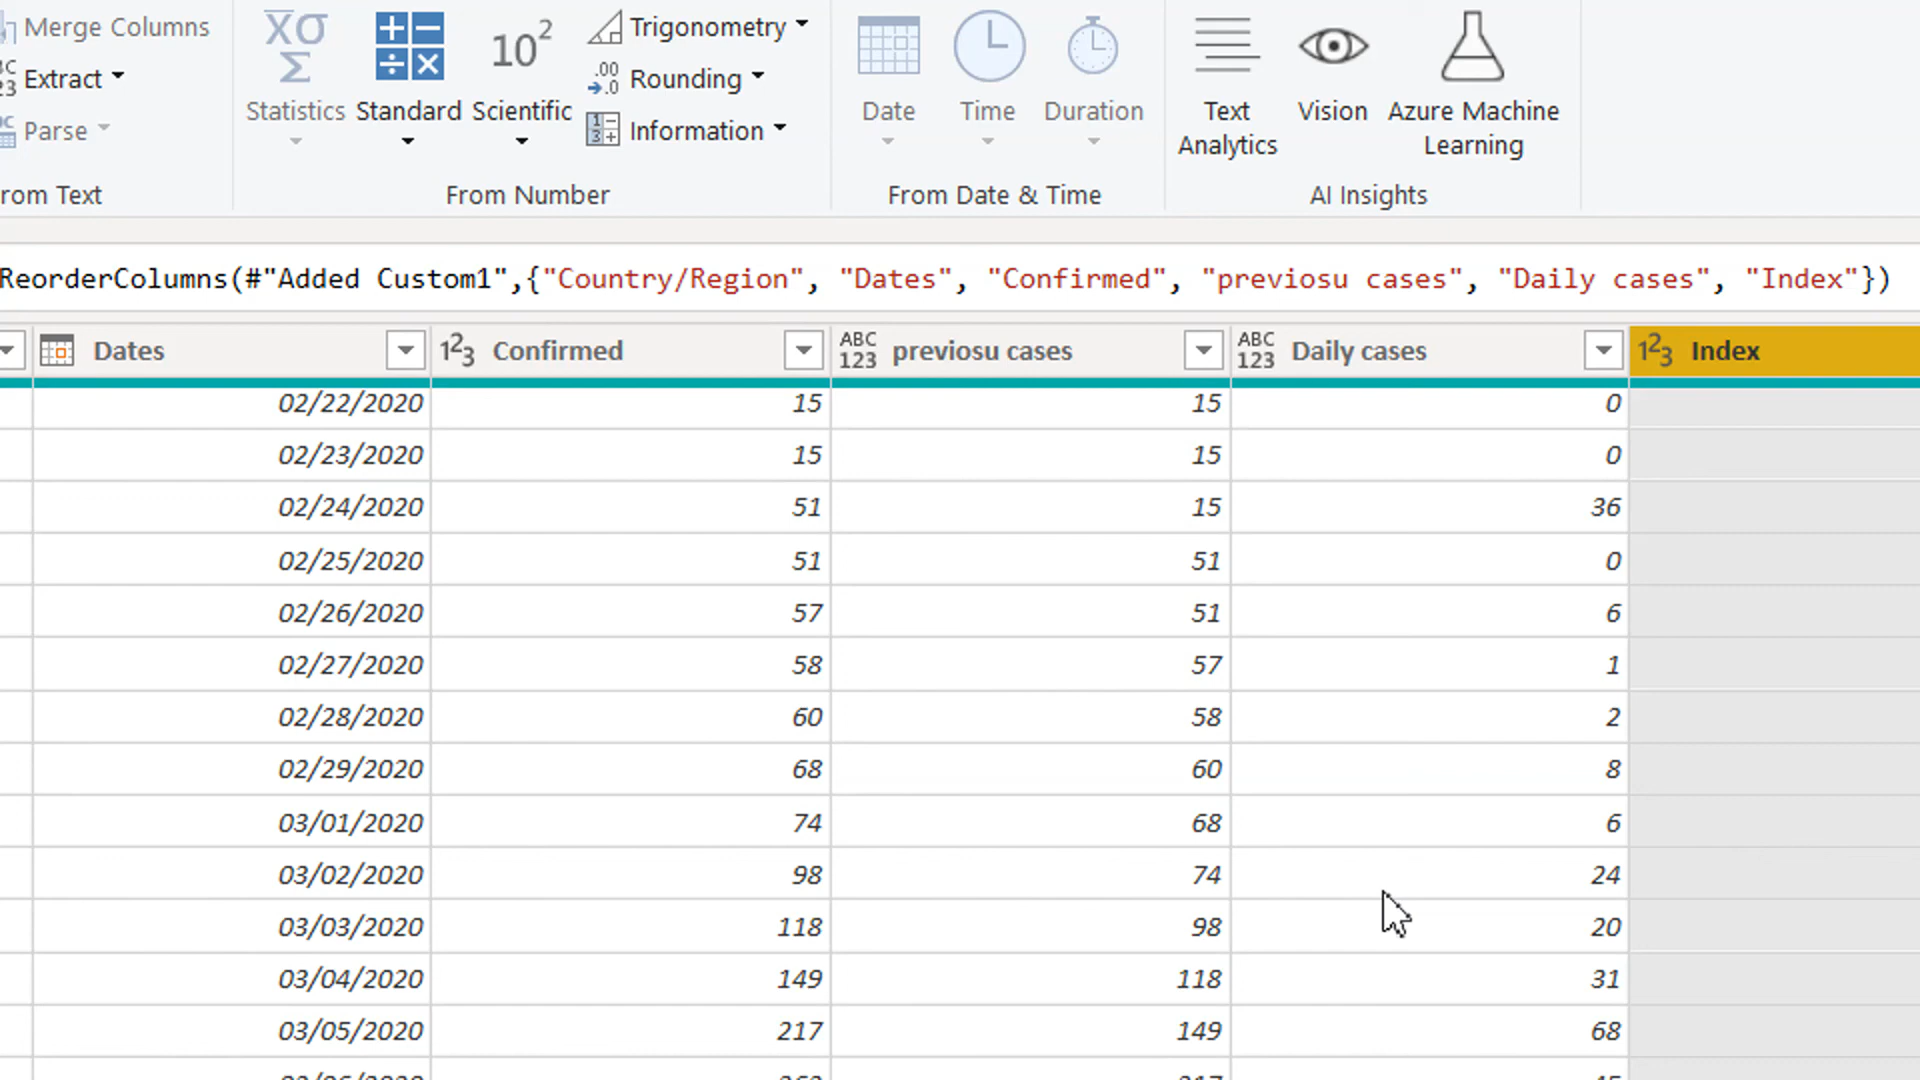 Merge Columns
Extract
Parse
rom Text
Statistics
Standard
Scientific
Trigonometry
Rounding
Information
From Number
Date
Time
Duration
From Date & Time
Text Analytics
Vision
Azure Machine Learning
AI Insights
ReorderColumns(#"Added Custom1",{"Country/Region", "Dates", "Confirmed", "previosu cases", "Daily cases", "Index"})
Dates 123 Confirmed ABC 123 previosu cases ABC 123 Daily cases 123 Index
02/22/2020 15 15 0
02/23/2020 15 15 0
02/24/2020 51 15 36
02/25/2020 51 51 0
02/26/2020 57 51 6
02/27/2020 58 57 1
02/28/2020 60 58 2
02/29/2020 68 60 8
03/01/2020 74 68 6
03/02/2020 98 74 24
03/03/2020 118 98 20
03/04/2020 149 118 31
03/05/2020 217 149 68